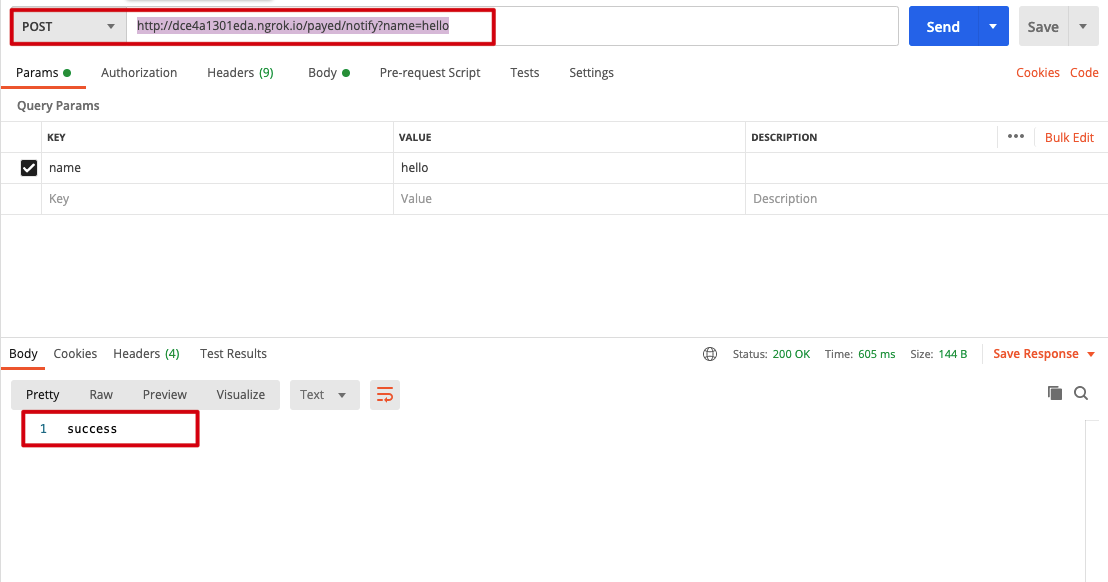 POST http://dce4a1301eda.ngrok.io/payed/notify?name=hello Send Save
Params Authorization Headers (9) Body Pre-request Script Tests Settings Cookies Code
Query Params
KEY VALUE DESCRIPTION ••• Bulk Edit
name hello
Key Value Description
Body Cookies Headers (4) Test Results Status: 200 OK Time: 605 ms Size: 144 B Save Response
Pretty Raw Preview Visualize Text
1 success